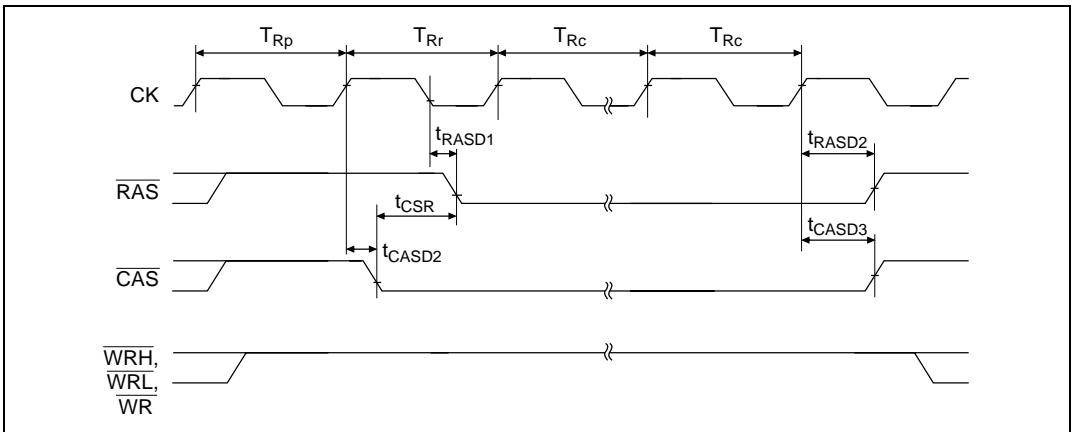 TRp TRr TRc TRc
CK
tRASD1 tRASD2
RAS
tCSR
tCASD2 tCASD3
CAS
WRH,
WRL,
WR